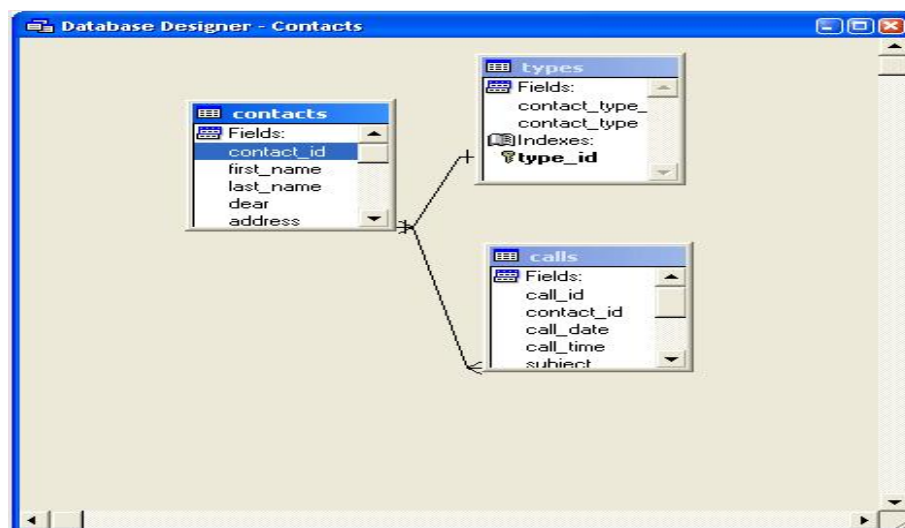 Database Designer - Contacts
contacts
Fields:
contact_id
first_name
last_name
dear
address
types
Fields:
contact_type_
contact_type
Indexes:
type_id
calls
Fields:
call_id
contact_id
call_date
call_time
subject